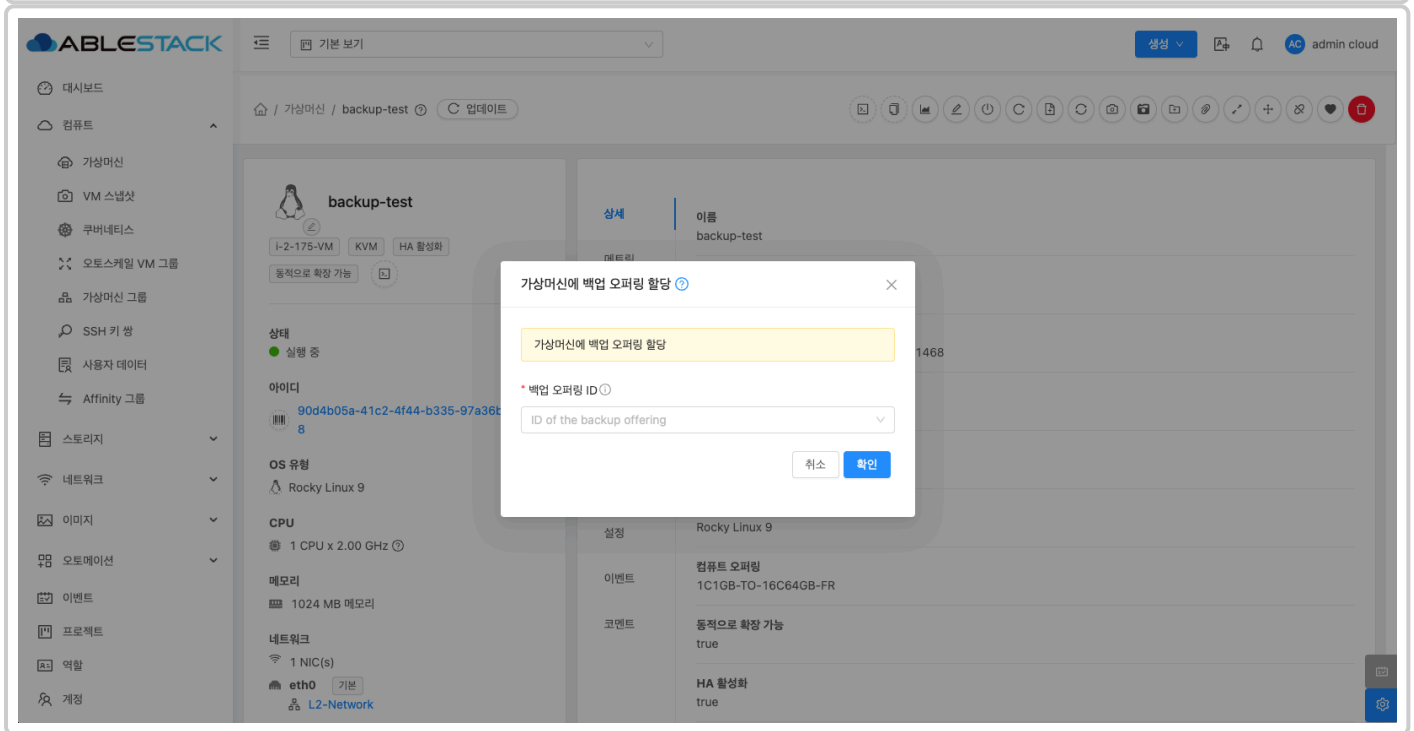 ABLESTACK
기본 보기
생성
AC admin cloud
대시보드
컴퓨트
가상머신
VM 스냅샷
쿠버네티스
오토스케일 VM 그룹
가상머신 그룹
SSH 키 쌍
사용자 데이터
Affinity 그룹
스토리지
네트워크
이미지
오토메이션
이벤트
프로젝트
역할
계정
/ 가상머신 / backup-test 업데이트
backup-test
i-2-175-VM KVM HA 활성화
동적으로 확장 가능
상태
실행 중
아이디
90d4b05a-41c2-4f44-b335-97a36b
8
OS 유형
Rocky Linux 9
CPU
1 CPU x 2.00 GHz
메모리
1024 MB 메모리
네트워크
1 NIC(s)
eth0 기본
L2-Network
상세
메트릭
설정
이벤트
코멘트
이름
backup-test
1468
Rocky Linux 9
컴퓨트 오퍼링
1C1GB-TO-16C64GB-FR
동적으로 확장 가능
true
HA 활성화
true
가상머신에 백업 오퍼링 할당
가상머신에 백업 오퍼링 할당
* 백업 오퍼링 ID
ID of the backup offering
취소 확인